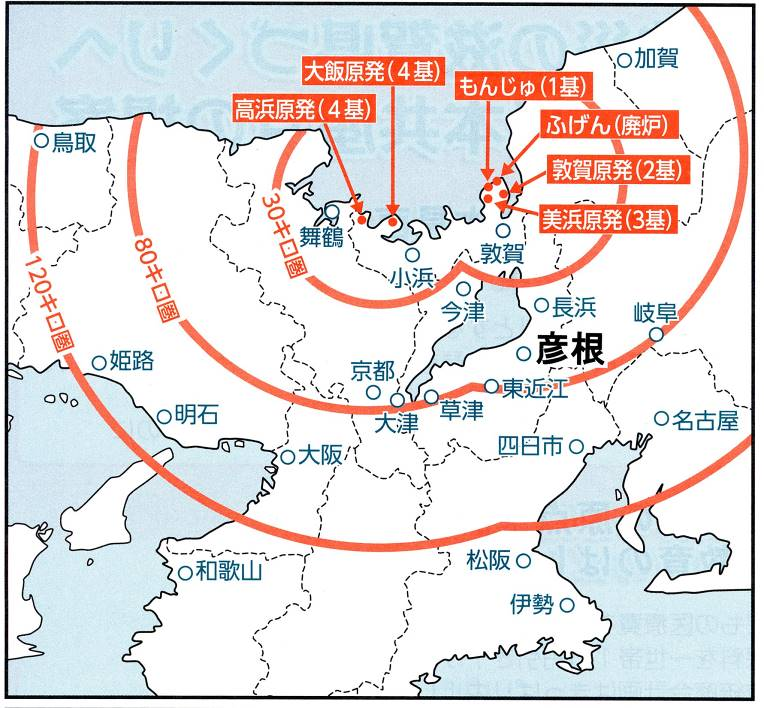 加賀
大飯原発(4基)
もんじゅ(1基)
高浜原発(4基)
ふげん(廃炉)
鳥取
敦賀原発(2基)
美浜原発(3基)
30キロ圏
舞鶴
敦賀
80キロ圏
小浜
120キロ圏
今津
長浜
岐阜
彦根
姫路
京都
東近江
大津
草津
明石
名古屋
四日市
大阪
松阪
和歌山
伊勢